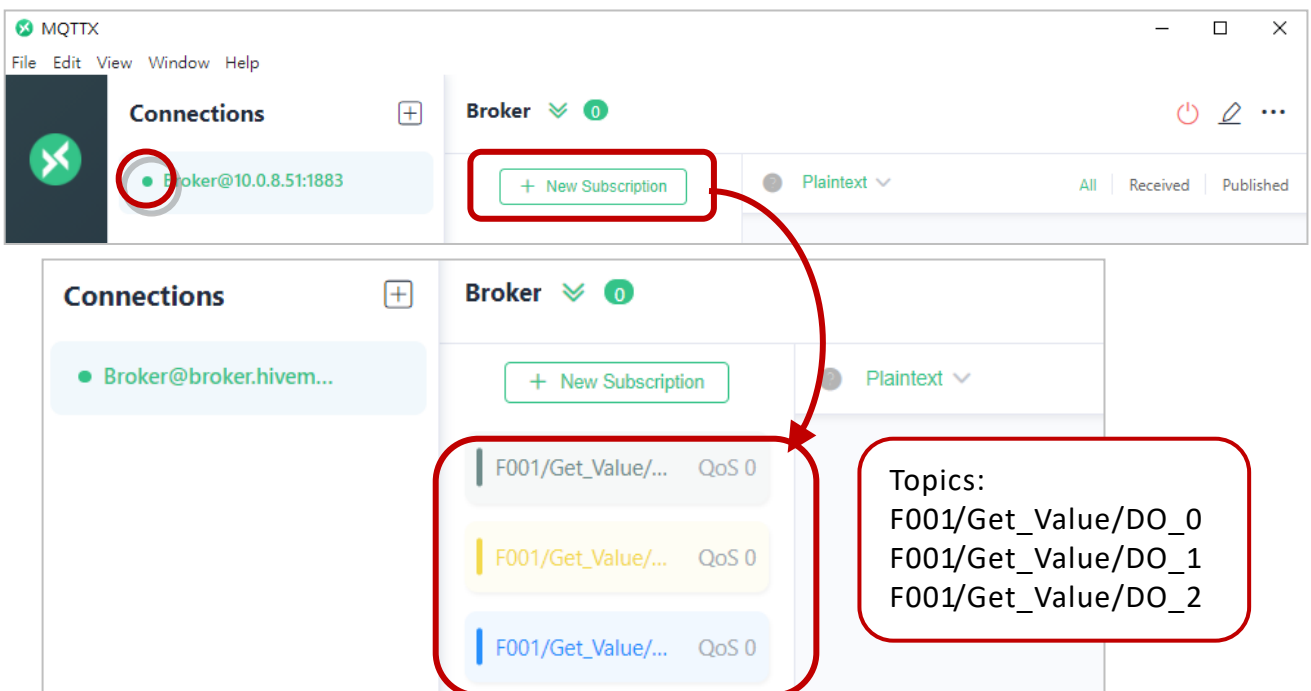 MQTTX
File Edit View Window Help
Connections
Broker 0
Broker@10.0.8.51:1883
+ New Subscription
? Plaintext
All Received Published
Connections
Broker 0
Broker@broker.hivem...
+ New Subscription
Plaintext
F001/Get_Value/... QoS 0
F001/Get_Value/... QoS 0
F001/Get_Value/... QoS 0
Topics:
F001/Get_Value/DO_0
F001/Get_Value/DO_1
F001/Get_Value/DO_2